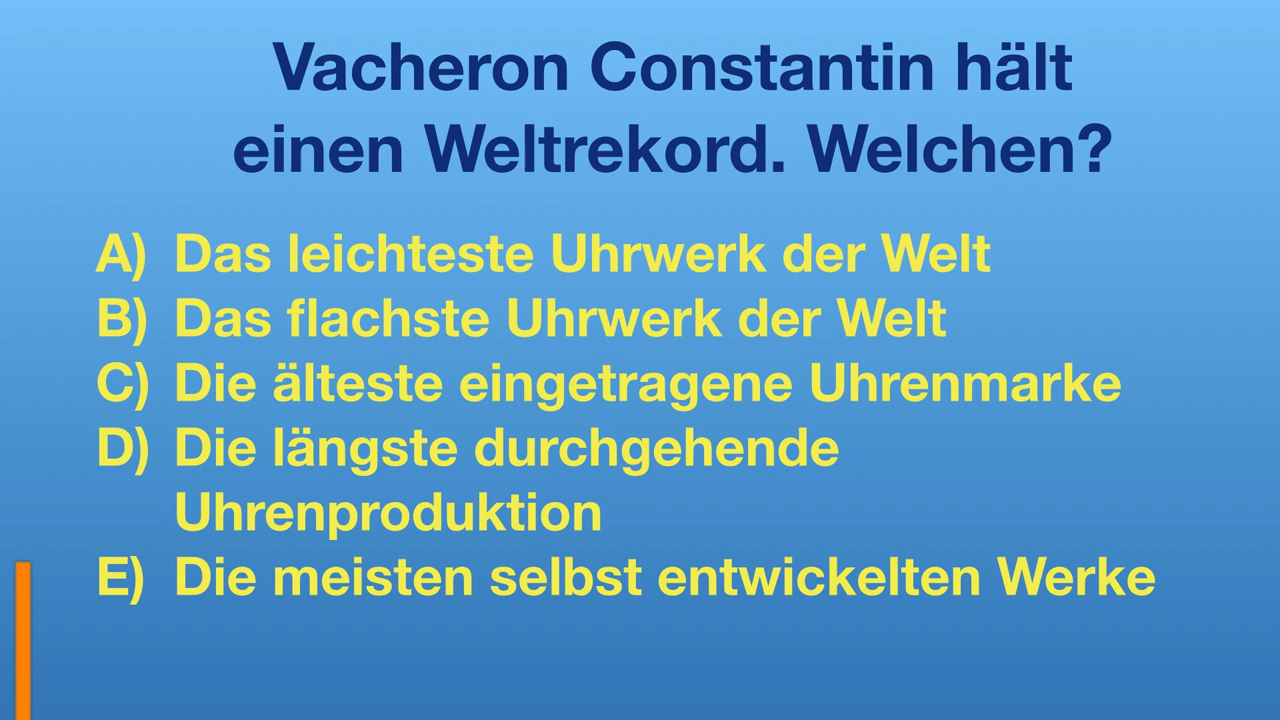 Vacheron Constantin hält
einen Weltrekord. Welchen?
A) Das leichteste Uhrwerk der Welt
B) Das flachste Uhrwerk der Welt
C) Die älteste eingetragene Uhrenmarke
D) Die längste durchgehende
Uhrenproduktion
E) Die meisten selbst entwickelten Werke